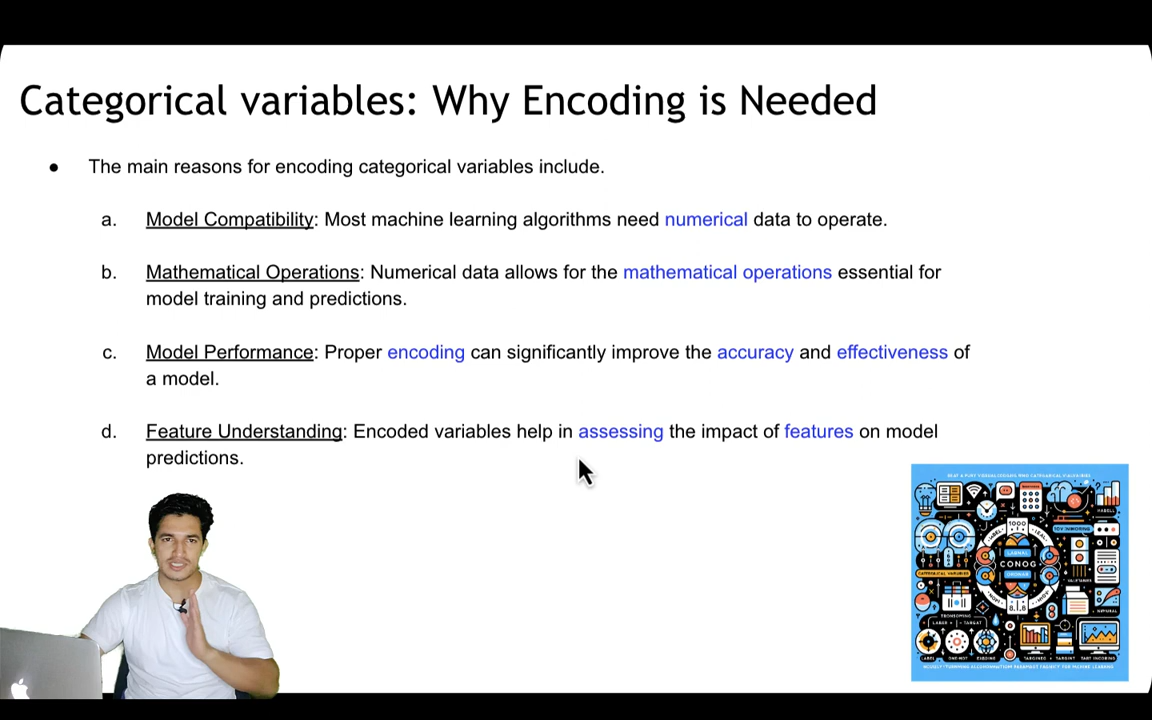 Categorical variables: Why Encoding is Needed
● The main reasons for encoding categorical variables include.
a. Model Compatibility: Most machine learning algorithms need numerical data to operate.
b. Mathematical Operations: Numerical data allows for the mathematical operations essential for
model training and predictions.
c. Model Performance: Proper encoding can significantly improve the accuracy and effectiveness of
a model.
d. Feature Understanding: Encoded variables help in assessing the impact of features on model
predictions.
1000
CONOG